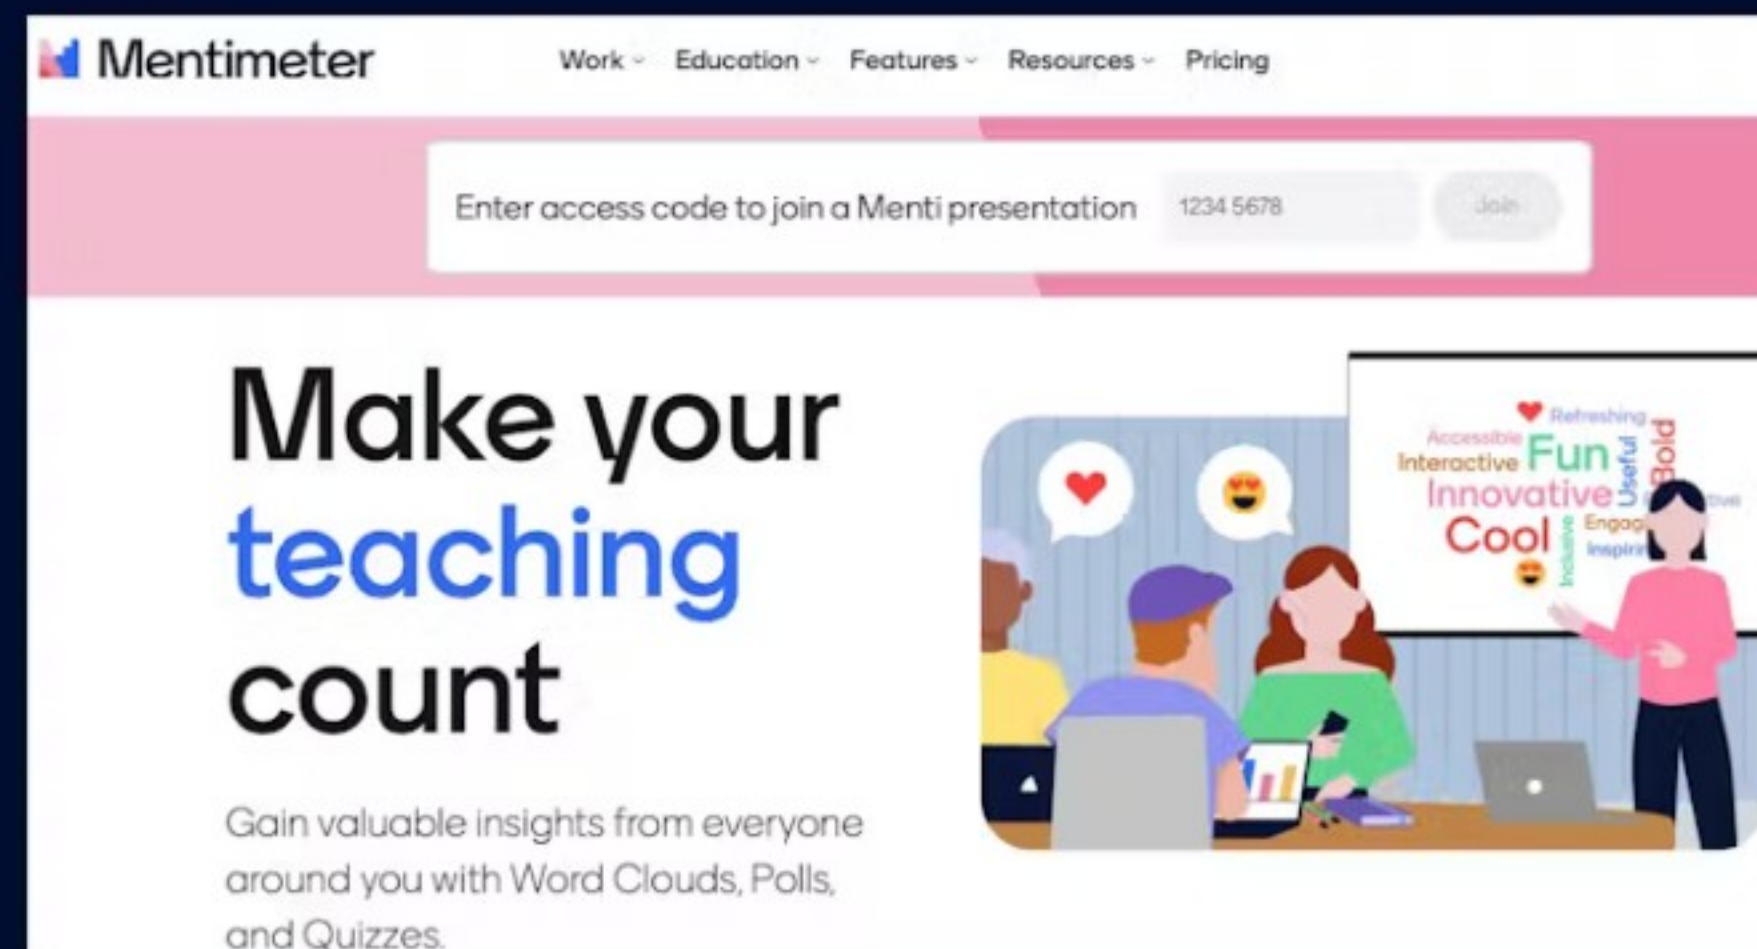 Mentimeter
Work Education Features Resources Pricing
Enter access code to join a Menti presentation 1234 5678 Join
Make your
teaching
count
Gain valuable insights from everyone
around you with Word Clouds, Polls,
and Quizzes.
Refreshing
Accessible
Interactive Fun Useful Bold
Innovative
Cool Inclusive